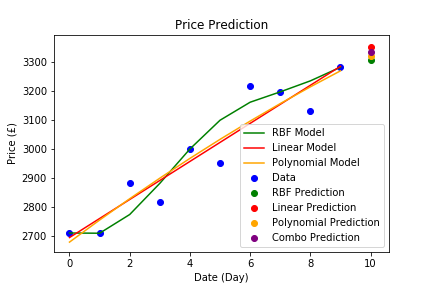 Price Prediction
Price (£)
3300
3200
3100
3000
2900
2800
2700
RBF Model
Linear Model
Polynomial Model
Data
RBF Prediction
Linear Prediction
Polynomial Prediction
Combo Prediction
0 2 4 6 8 10
Date (Day)